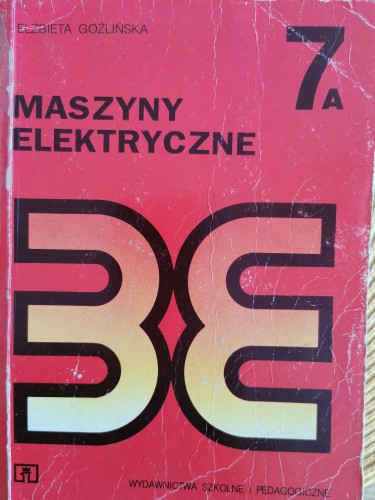 ELŻBIETA GOŹLIŃSKA
7A
MASZYNY
ELEKTRYCZNE
WYDAWNICTWA SZKOLNE I PEDAGOGICZNE